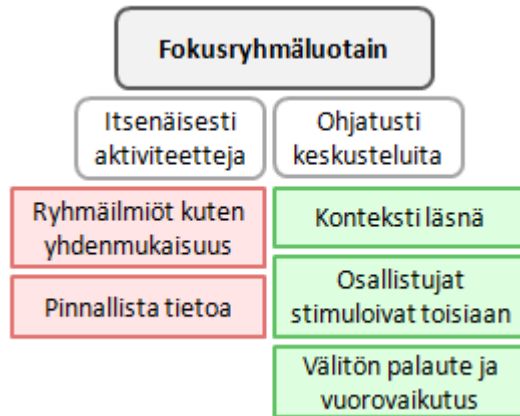 Fokusryhmäluotain
Itsenäisesti
aktiviteetteja
Ohjatusti
keskusteluita
Ryhmäilmiöt kuten
yhdenmukaisuus
Pinnallista tietoa
Konteksti läsnä
Osallistujat
stimuloivat toisiaan
Välitön palaute ja
vuorovaikutus